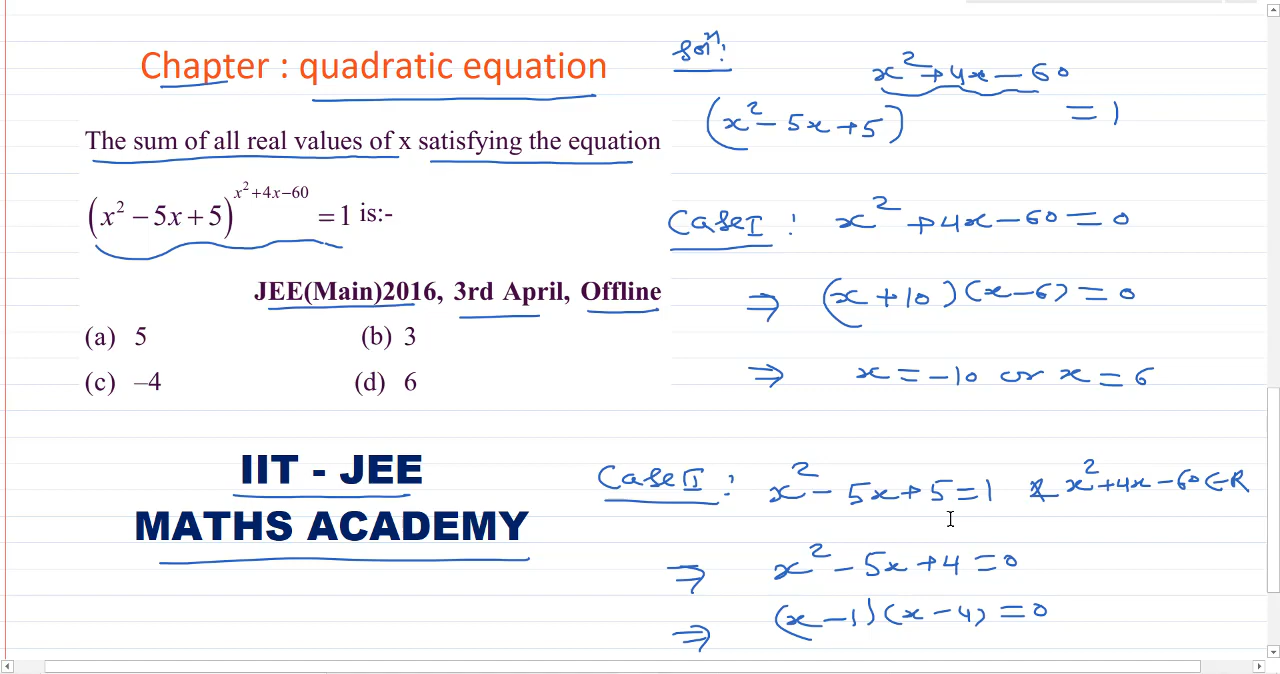 Chapter : quadratic equation
The sum of all real values of x satisfying the equation
(x² − 5x + 5)^(x²+4x−60) = 1 is:-
JEE(Main)2016, 3rd April, Offline
(a) 5 (b) 3
(c) –4 (d) 6
IIT - JEE
MATHS ACADEMY
Solⁿ:
(x² − 5x + 5)^(x² + 4x − 60) = 1
Case I : x² + 4x − 60 = 0
⇒ (x + 10)(x − 6) = 0
⇒ x = −10 or x = 6
Case II : x² − 5x + 5 = 1 & x² + 4x − 60 ∈ R
⇒ x² − 5x + 4 = 0
⇒ (x − 1)(x − 4) = 0